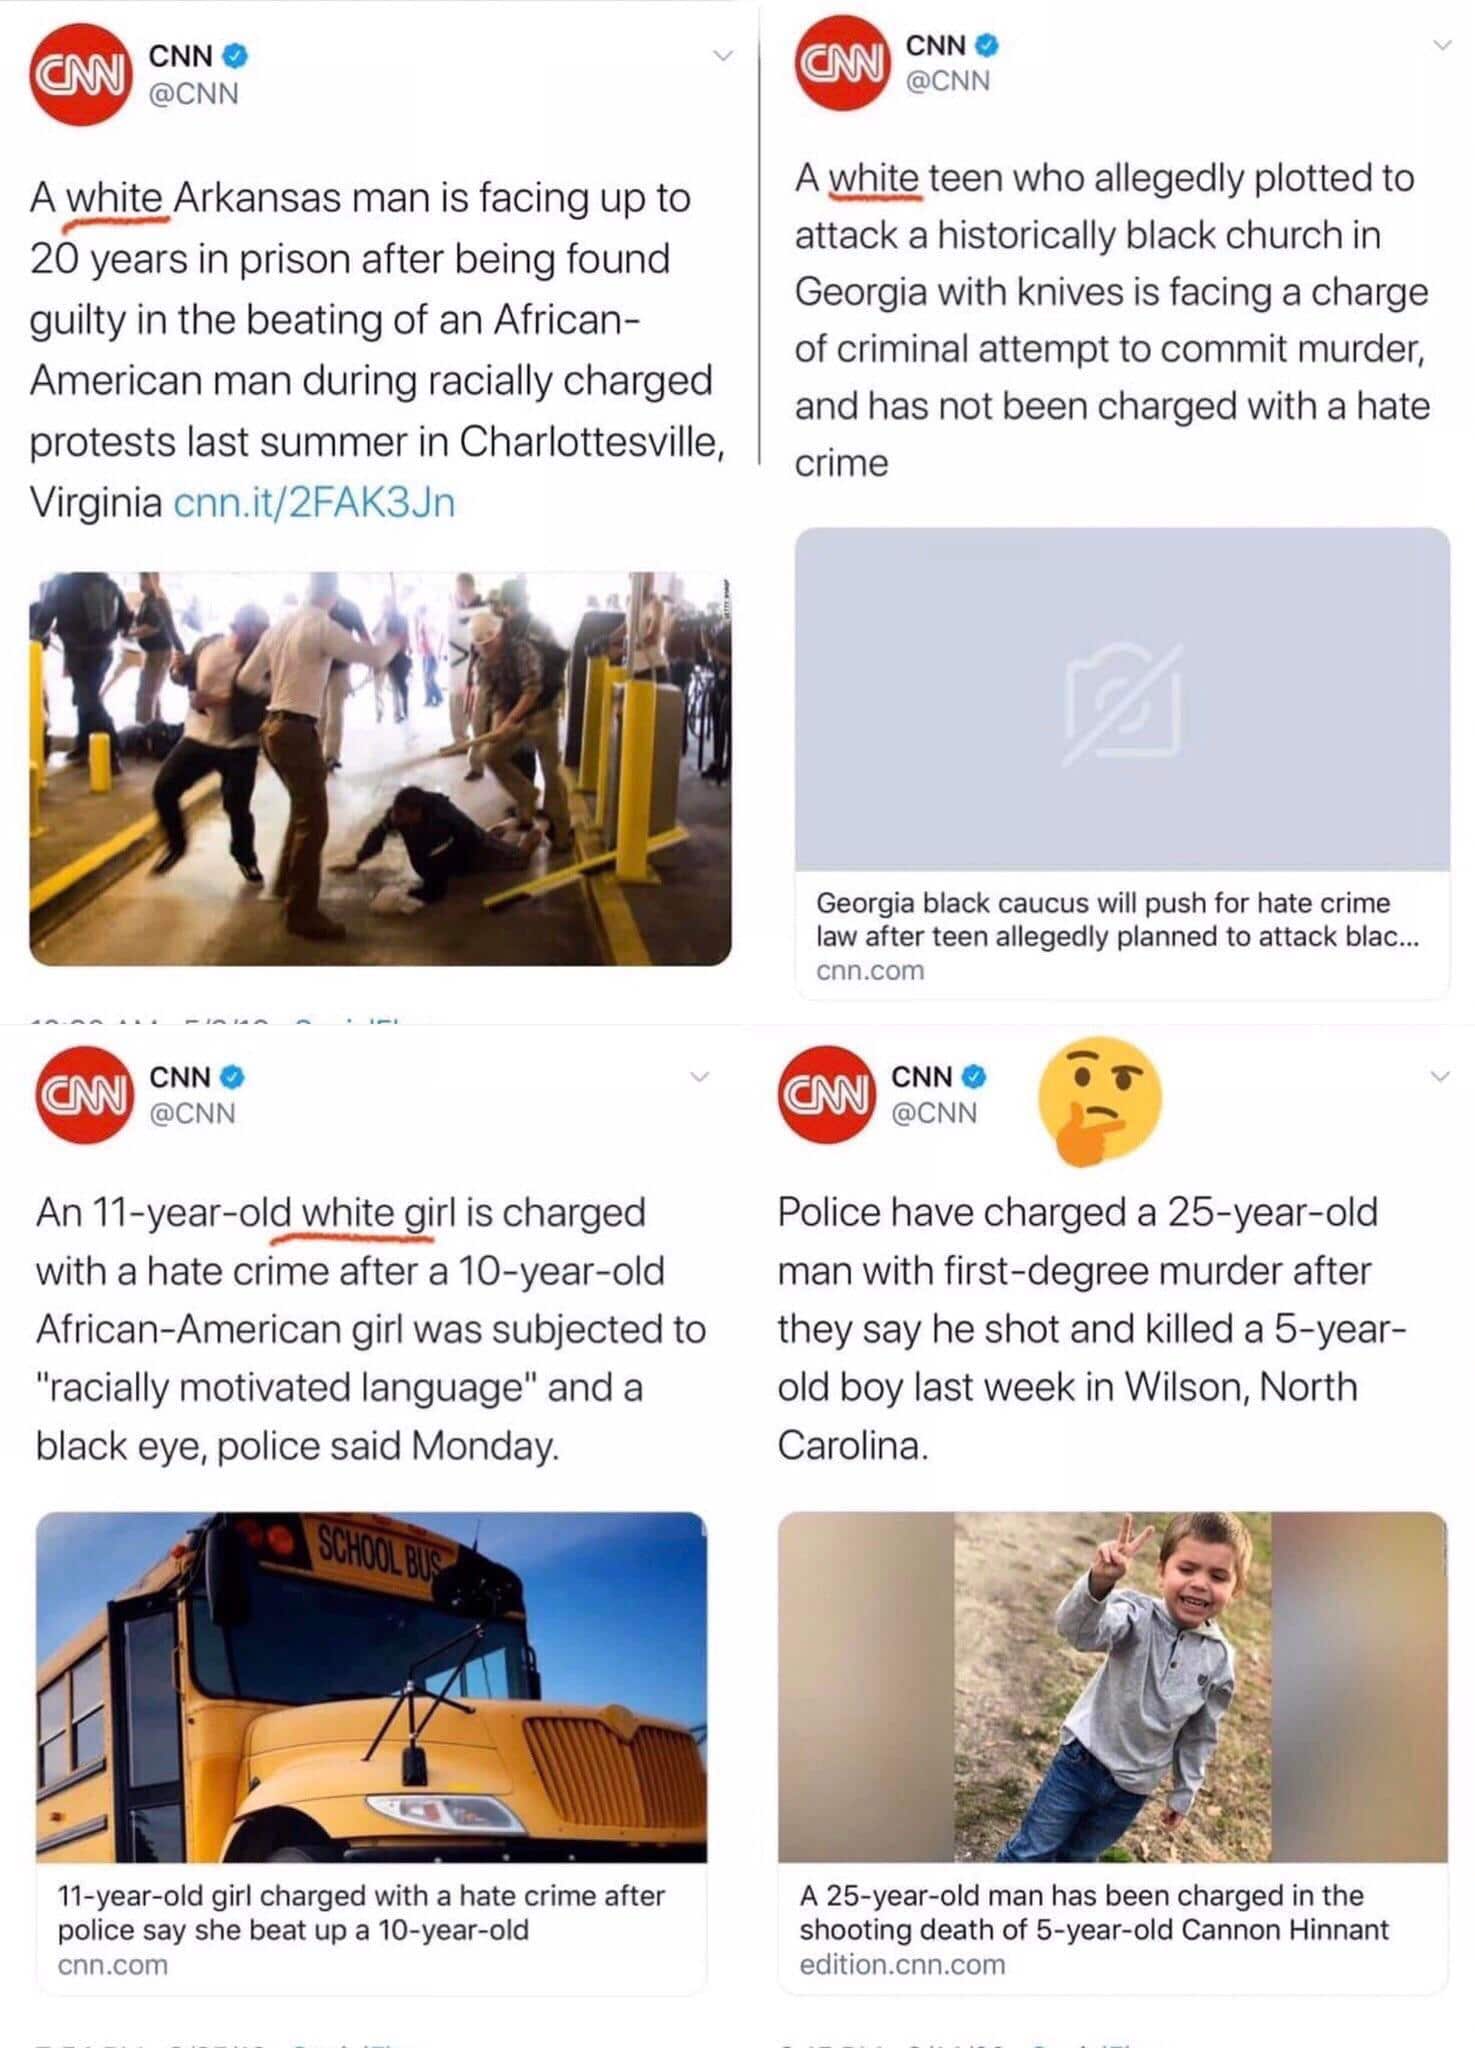 CNN
CNN
@CNN
A white Arkansas man is facing up to
20 years in prison after being found
guilty in the beating of an African-
American man during racially charged
protests last summer in Charlottesville,
Virginia cnn.it/2FAK3Jn
CNN
CNN
@CNN
A white teen who allegedly plotted to
attack a historically black church in
Georgia with knives is facing a charge
of criminal attempt to commit murder,
and has not been charged with a hate
crime
Georgia black caucus will push for hate crime
law after teen allegedly planned to attack blac...
cnn.com
CNN
CNN
@CNN
An 11-year-old white girl is charged
with a hate crime after a 10-year-old
African-American girl was subjected to
"racially motivated language" and a
black eye, police said Monday.
SCHOOL BUS
11-year-old girl charged with a hate crime after
police say she beat up a 10-year-old
cnn.com
CNN
CNN
@CNN
Police have charged a 25-year-old
man with first-degree murder after
they say he shot and killed a 5-year-
old boy last week in Wilson, North
Carolina.
A 25-year-old man has been charged in the
shooting death of 5-year-old Cannon Hinnant
edition.cnn.com